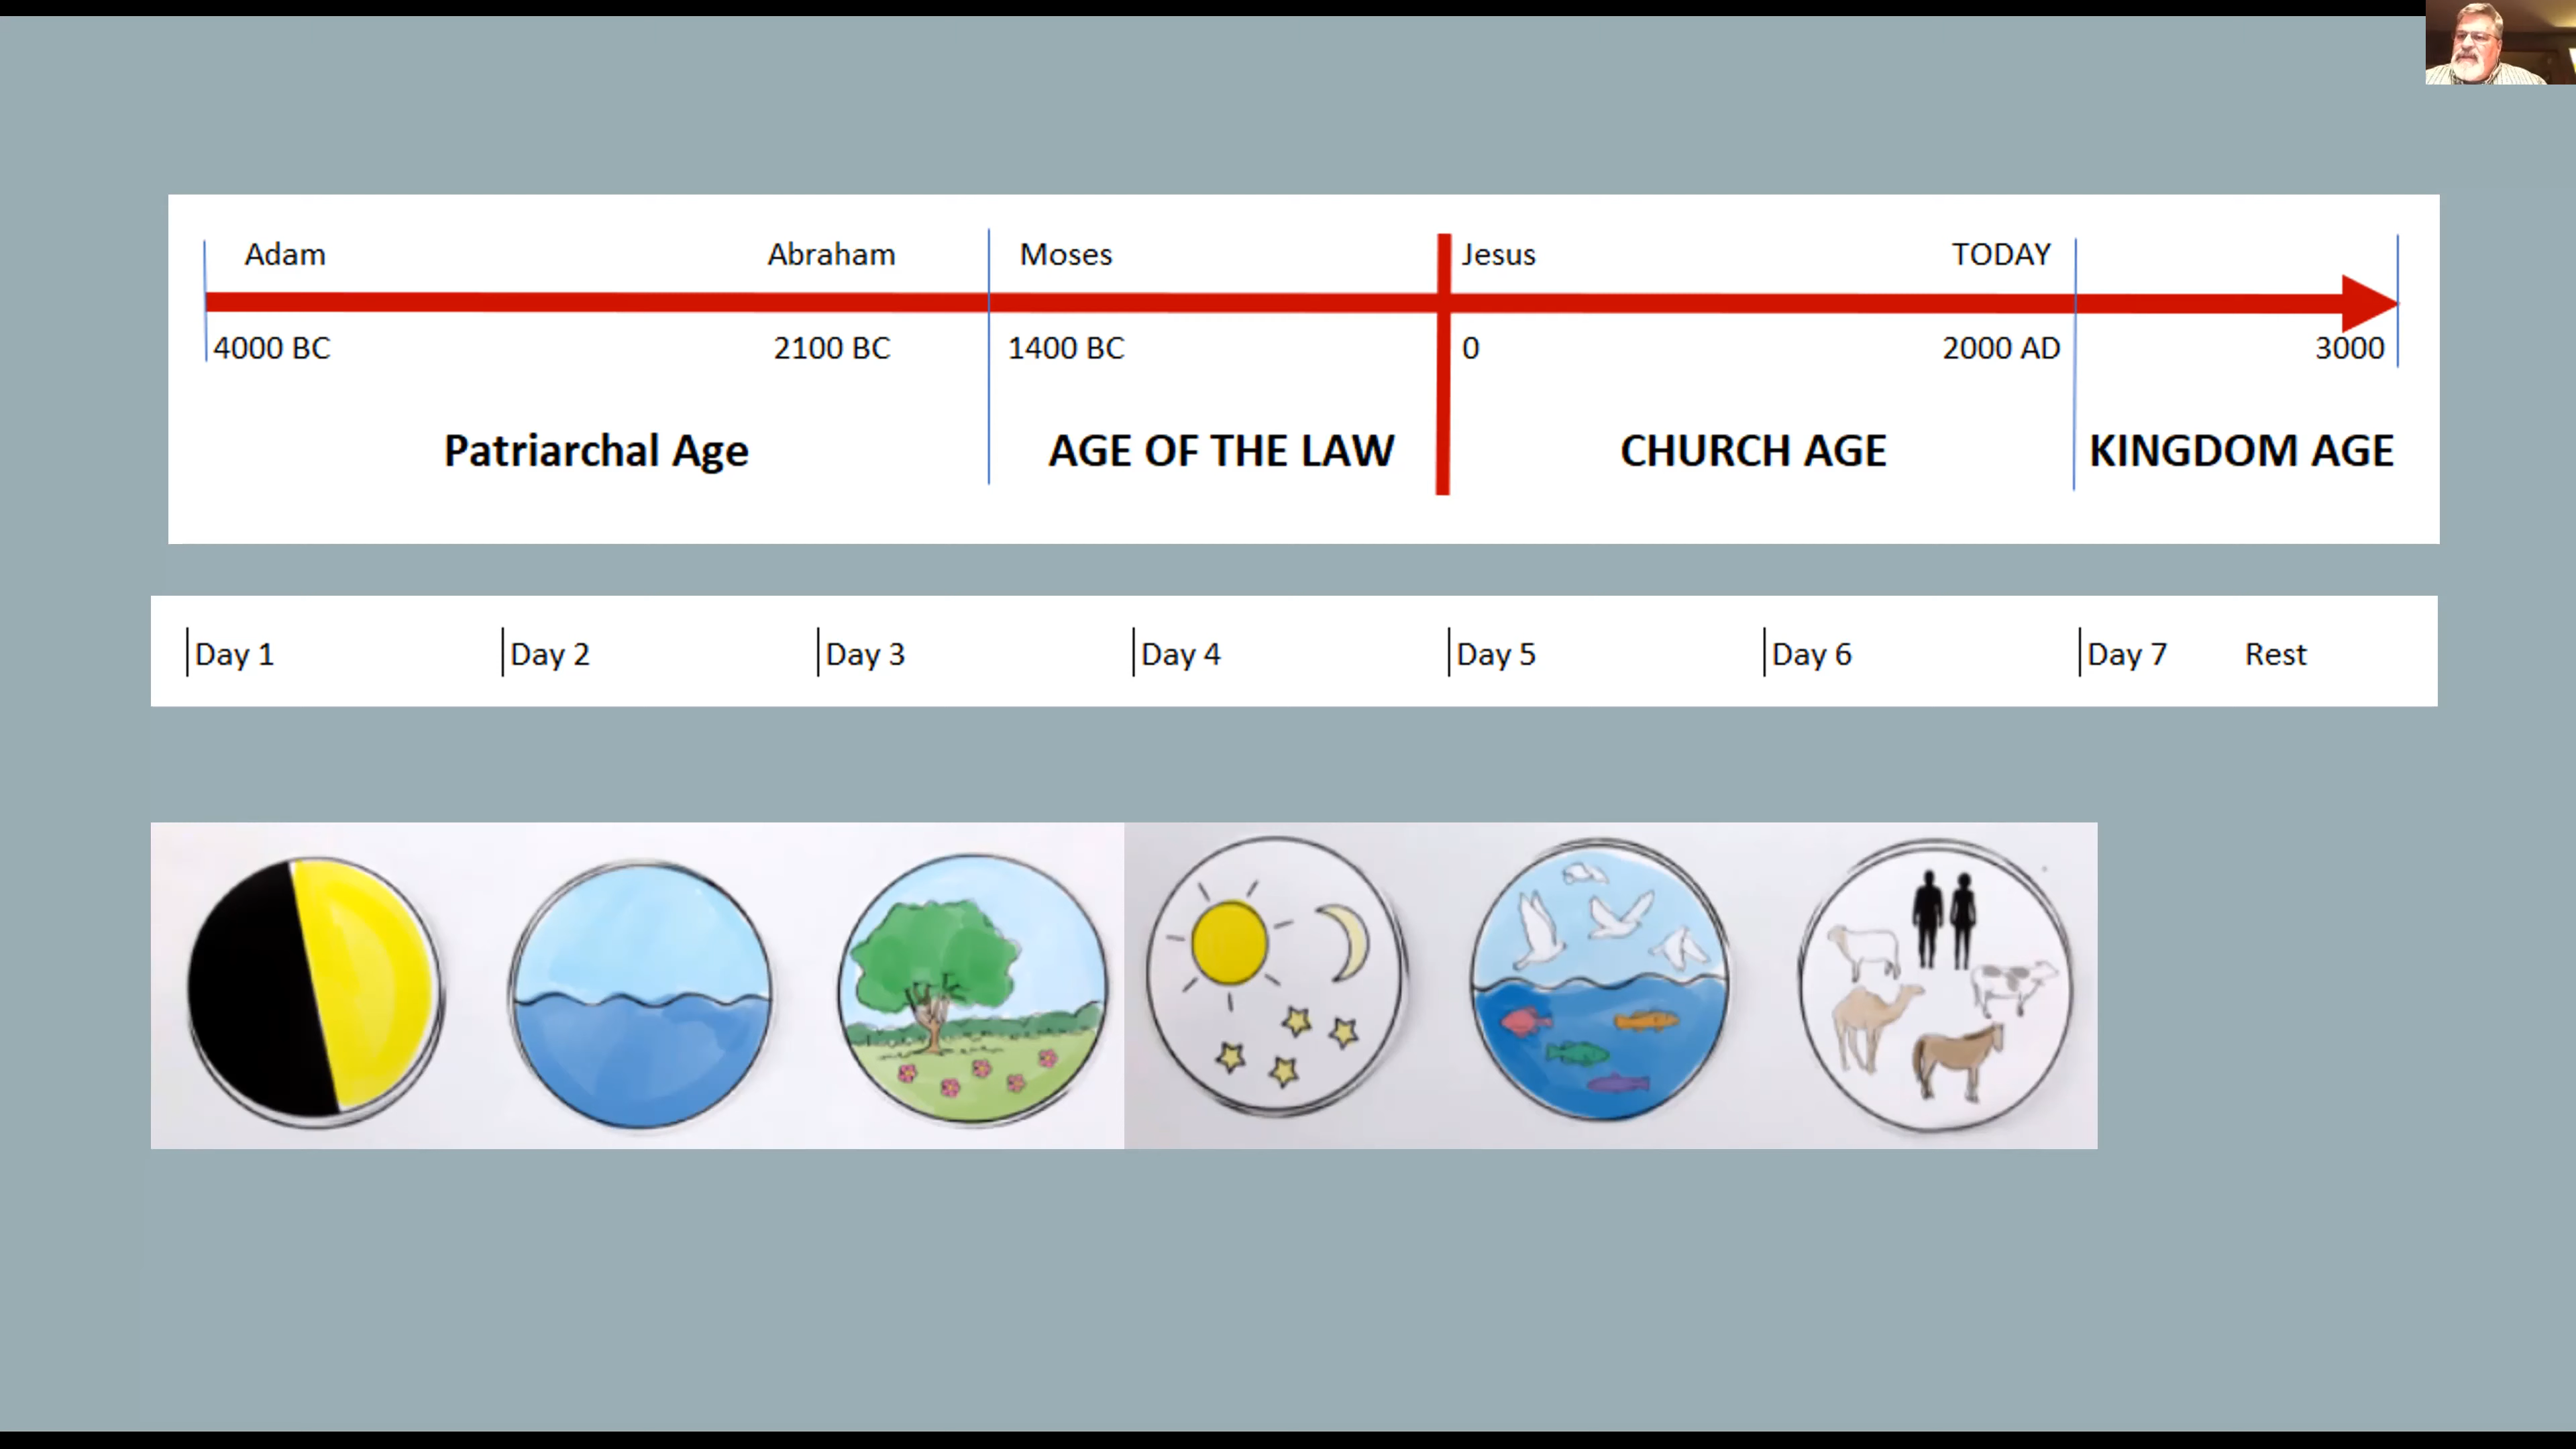 Adam Abraham Moses Jesus TODAY
4000 BC 2100 BC 1400 BC 0 2000 AD 3000
Patriarchal Age AGE OF THE LAW CHURCH AGE KINGDOM AGE
Day 1 Day 2 Day 3 Day 4 Day 5 Day 6 Day 7 Rest